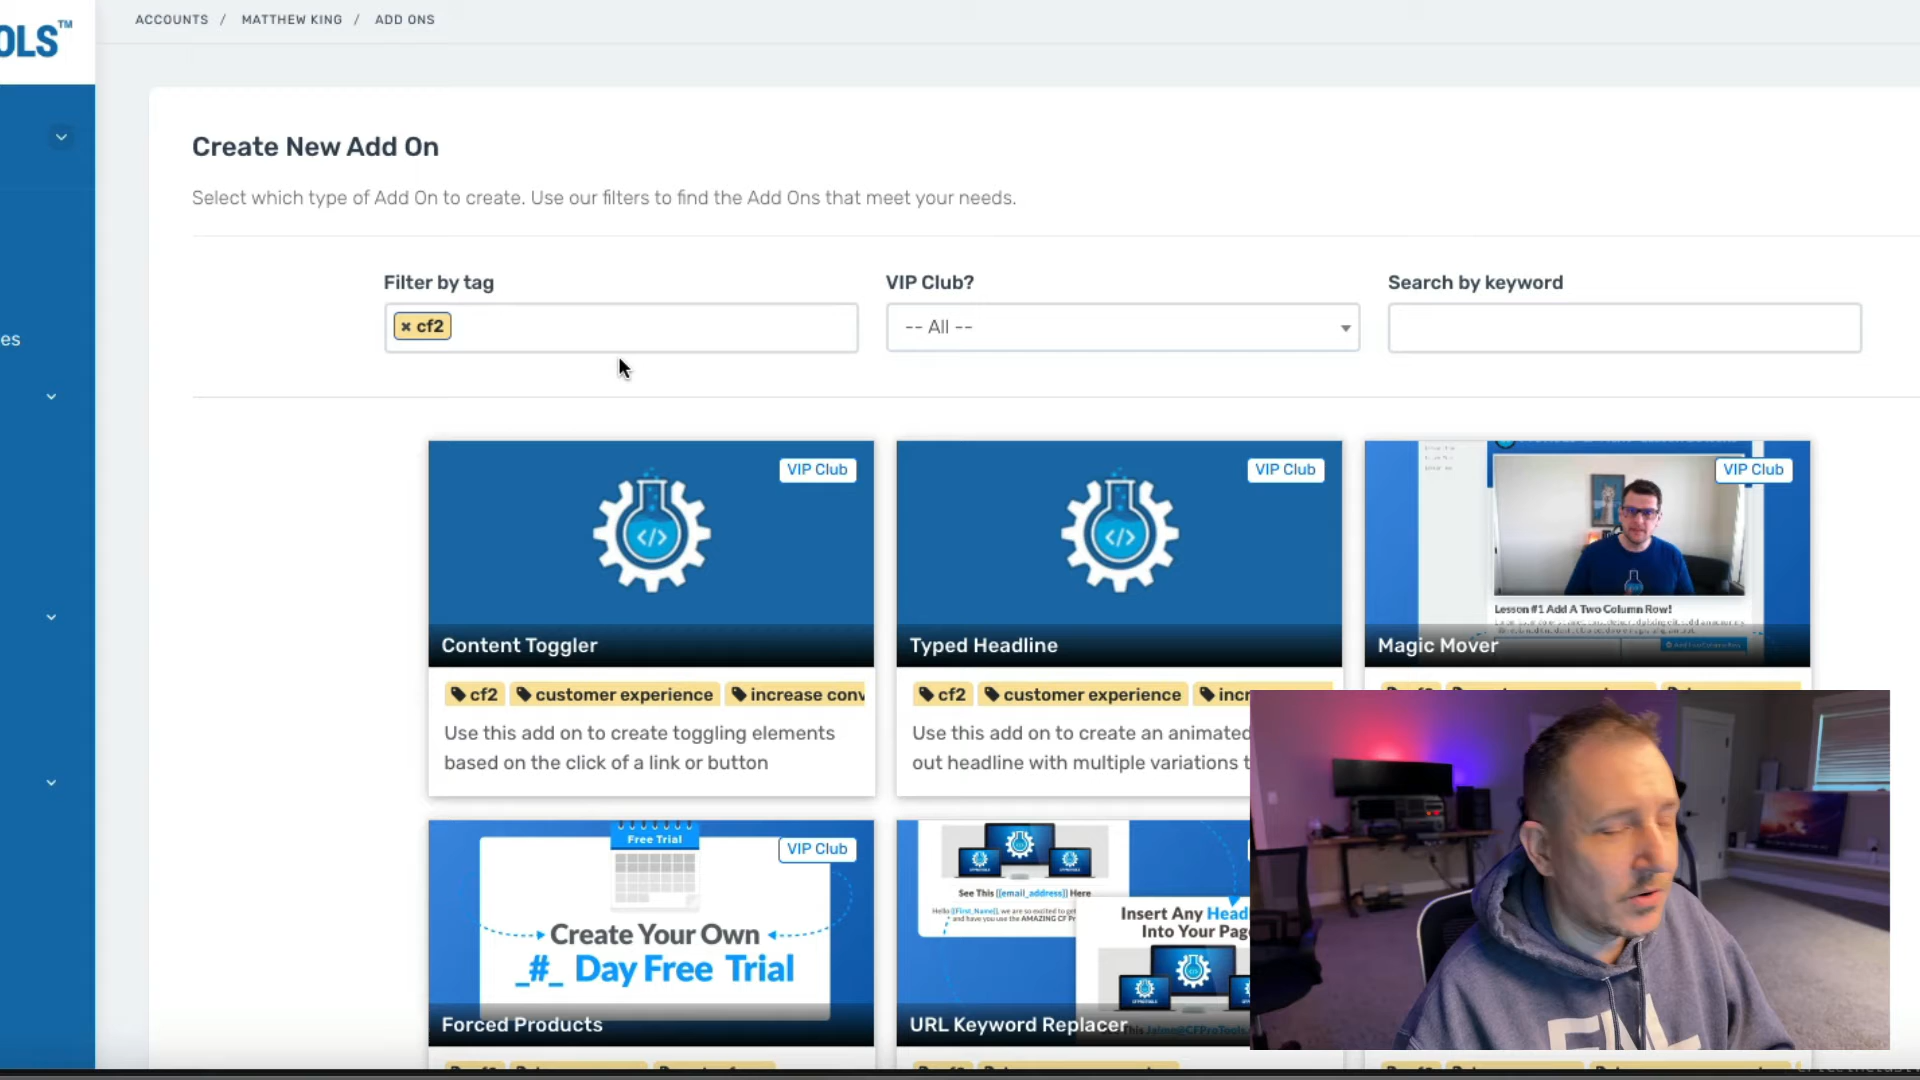 OLS™
ACCOUNTS / MATTHEW KING / ADD ONS
Create New Add On
Select which type of Add On to create. Use our filters to find the Add Ons that meet your needs.
Filter by tag
VIP Club?
Search by keyword
× cf2
-- All --
es
VIP Club
VIP Club
VIP Club
Lesson #1 Add A Two Column Row!
Content Toggler
Typed Headline
Magic Mover
cf2 customer experience increase conv
cf2 customer experience incr
Use this add on to create toggling elements
based on the click of a link or button
Use this add on to create an animated
out headline with multiple variations t
Free Trial
VIP Club
Create Your Own
_#_ Day Free Trial
Forced Products
See This [[email_address]] Here
Insert Any Head
Into Your Pag
URL Keyword Replacer